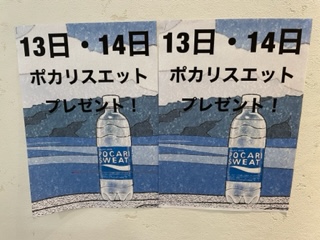 13日・14日
ポカリスエット
プレゼント！
POCARI
SWEAT
13日・14日
ポカリスエット
プレゼント！
POCARI
SWEAT